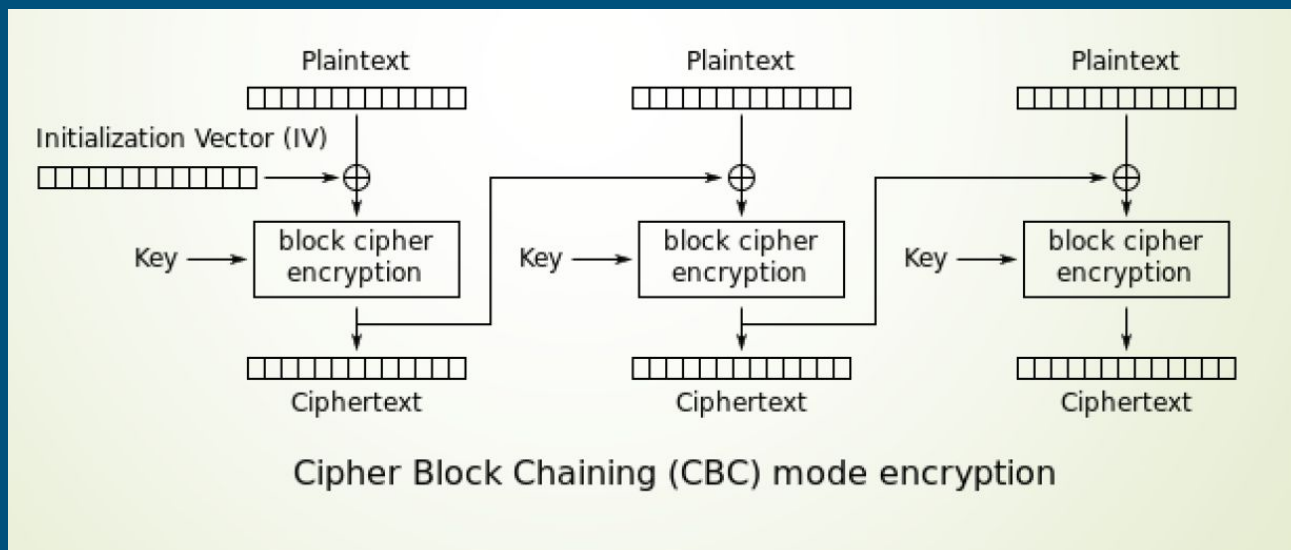 Plaintext
Plaintext
Plaintext
Initialization Vector (IV)
Key
block cipher
encryption
Key
block cipher
encryption
Key
block cipher
encryption
Ciphertext
Ciphertext
Ciphertext
Cipher Block Chaining (CBC) mode encryption